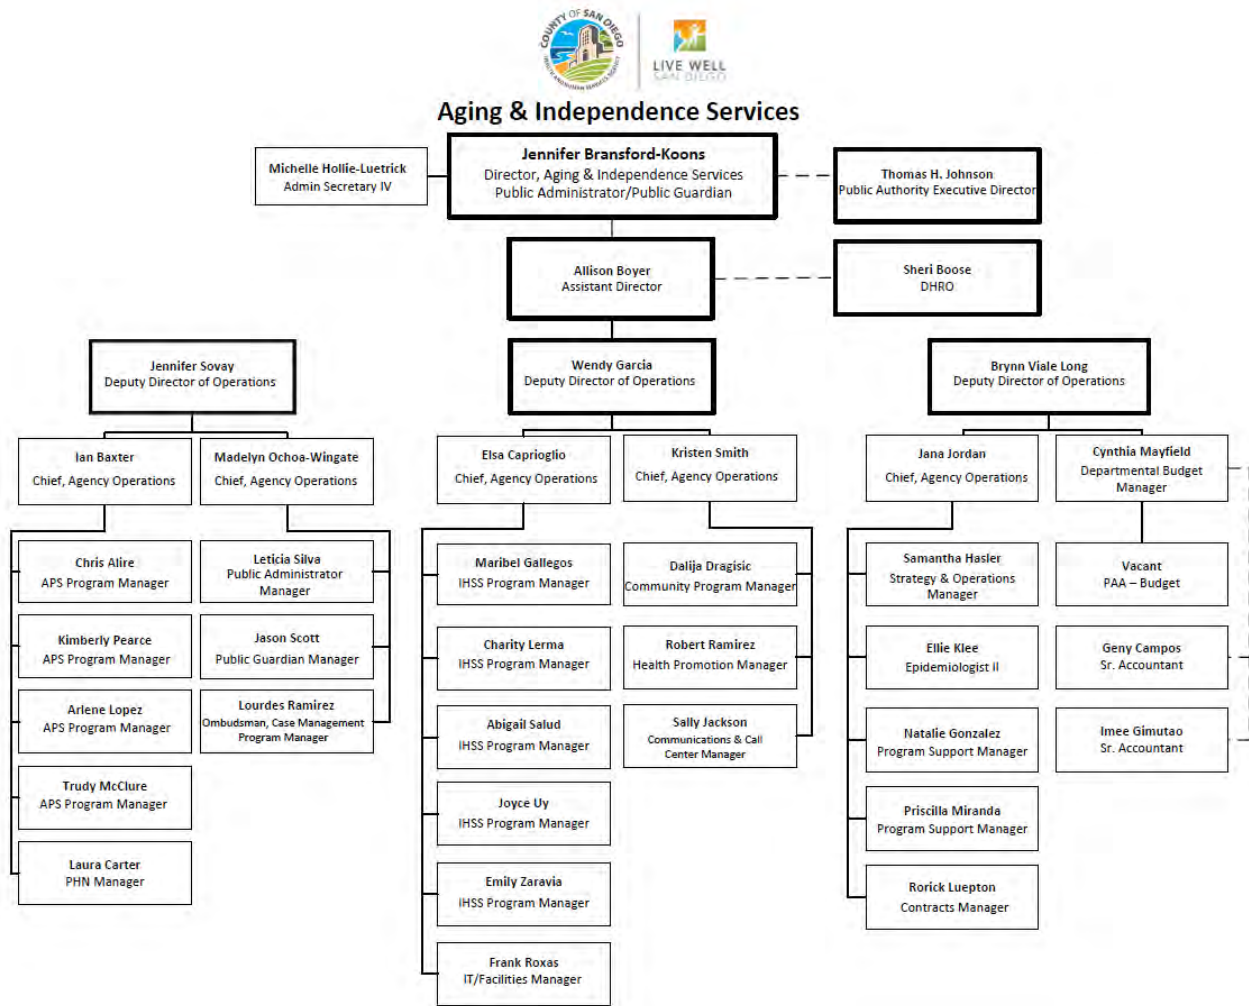 COUNTY OF SAN DIEGO
HEALTH AND HUMAN SERVICES AGENCY
LIVE WELL
SAN DIEGO
Aging & Independence Services
Michelle Hollie-Luetrick
Admin Secretary IV
Jennifer Bransford-Koons
Director, Aging & Independence Services
Public Administrator/Public Guardian
Thomas H. Johnson
Public Authority Executive Director
Allison Boyer
Assistant Director
Sheri Boose
DHRO
Jennifer Sovay
Deputy Director of Operations
Wendy Garcia
Deputy Director of Operations
Brynn Viale Long
Deputy Director of Operations
Ian Baxter
Chief, Agency Operations
Madelyn Ochoa-Wingate
Chief, Agency Operations
Elsa Caprioglio
Chief, Agency Operations
Kristen Smith
Chief, Agency Operations
Jana Jordan
Chief, Agency Operations
Cynthia Mayfield
Departmental Budget
Manager
Chris Alire
APS Program Manager
Kimberly Pearce
APS Program Manager
Arlene Lopez
APS Program Manager
Trudy McClure
APS Program Manager
Laura Carter
PHN Manager
Leticia Silva
Public Administrator
Manager
Jason Scott
Public Guardian Manager
Lourdes Ramirez
Ombudsman, Case Management
Program Manager
Maribel Gallegos
IHSS Program Manager
Charity Lerma
IHSS Program Manager
Abigail Salud
IHSS Program Manager
Joyce Uy
IHSS Program Manager
Emily Zaravia
IHSS Program Manager
Frank Roxas
IT/Facilities Manager
Dalija Dragisic
Community Program Manager
Robert Ramirez
Health Promotion Manager
Sally Jackson
Communications & Call
Center Manager
Samantha Hasler
Strategy & Operations
Manager
Ellie Klee
Epidemiologist II
Natalie Gonzalez
Program Support Manager
Priscilla Miranda
Program Support Manager
Rorick Luepton
Contracts Manager
Vacant
PAA – Budget
Geny Campos
Sr. Accountant
Imee Gimutao
Sr. Accountant